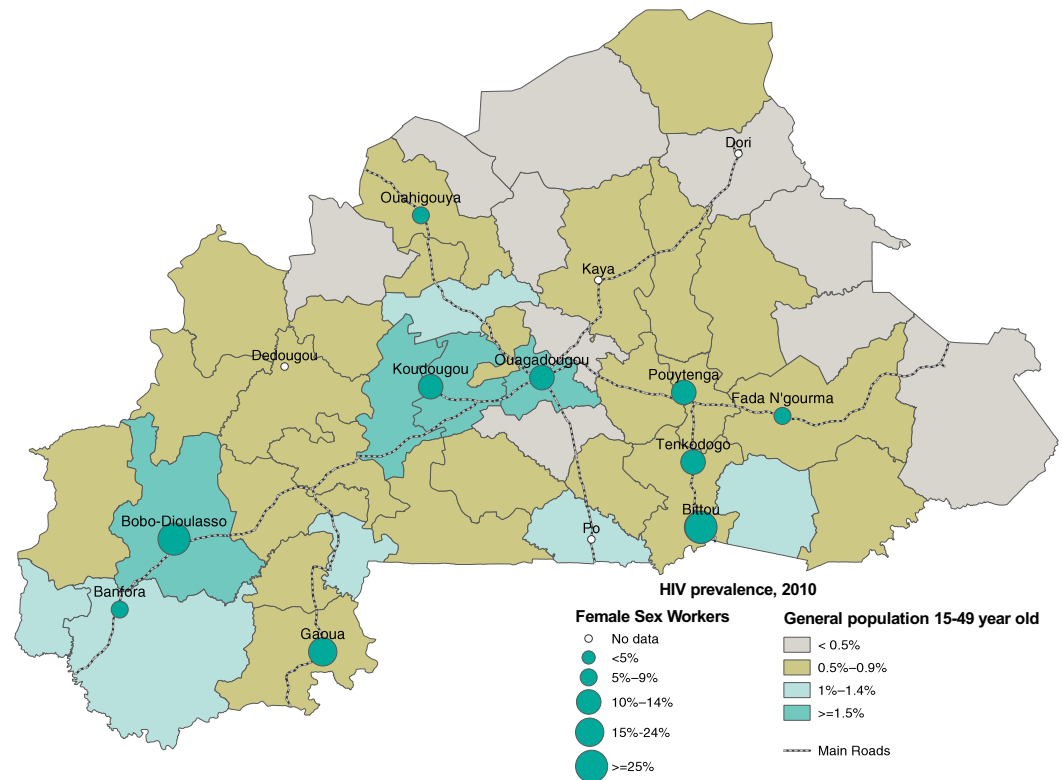 Dori
Ouahigouya
Kaya
Dedougou
Koudougou
Ouagadougou
Pouytenga
Fada N'gourma
Tenkodogo
Bittou
Bobo-Dioulasso
Po
Banfora
Gaoua
HIV prevalence, 2010
Female Sex Workers
No data
<5%
5%–9%
10%–14%
15%-24%
>=25%
General population 15-49 year old
< 0.5%
0.5%–0.9%
1%–1.4%
>=1.5%
Main Roads